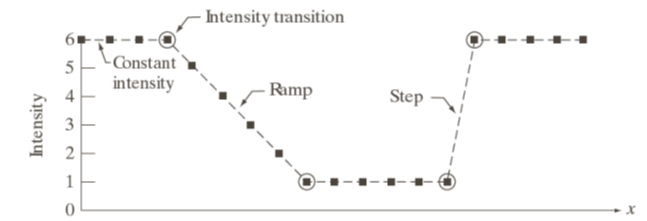 Intensity transition
6
Constant
intensity
5
4
Ramp
Step
3
2
1
0
Intensity
x